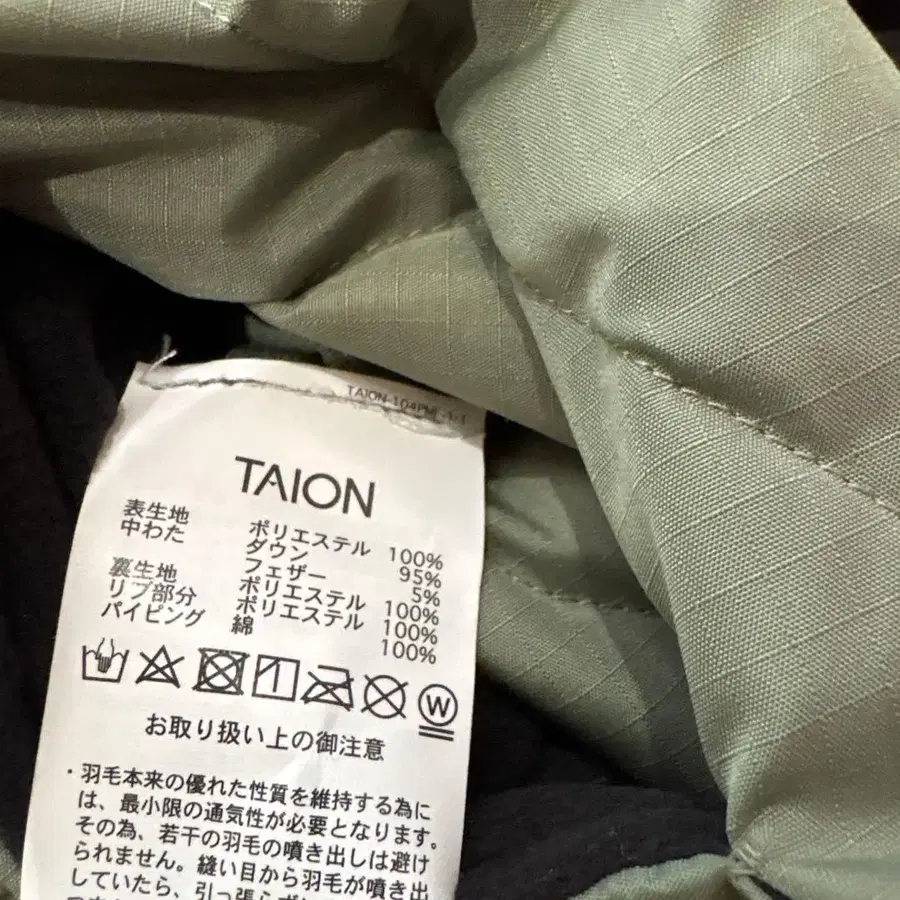 TAION
表生地 ポリエステル 100%
中わた ダウン 95%
フェザー 5%
裏生地 ポリエステル 100%
リブ部分 ポリエステル 100%
パイピング 綿 100%
W
お取り扱い上の御注意
・羽毛本来の優れた性質を維持する為に
は、最小限の通気性が必要となります。
その為、若干の羽毛の噴き出しは避け
られません。縫い目から羽毛が噴き出
していたら、引っ張らず